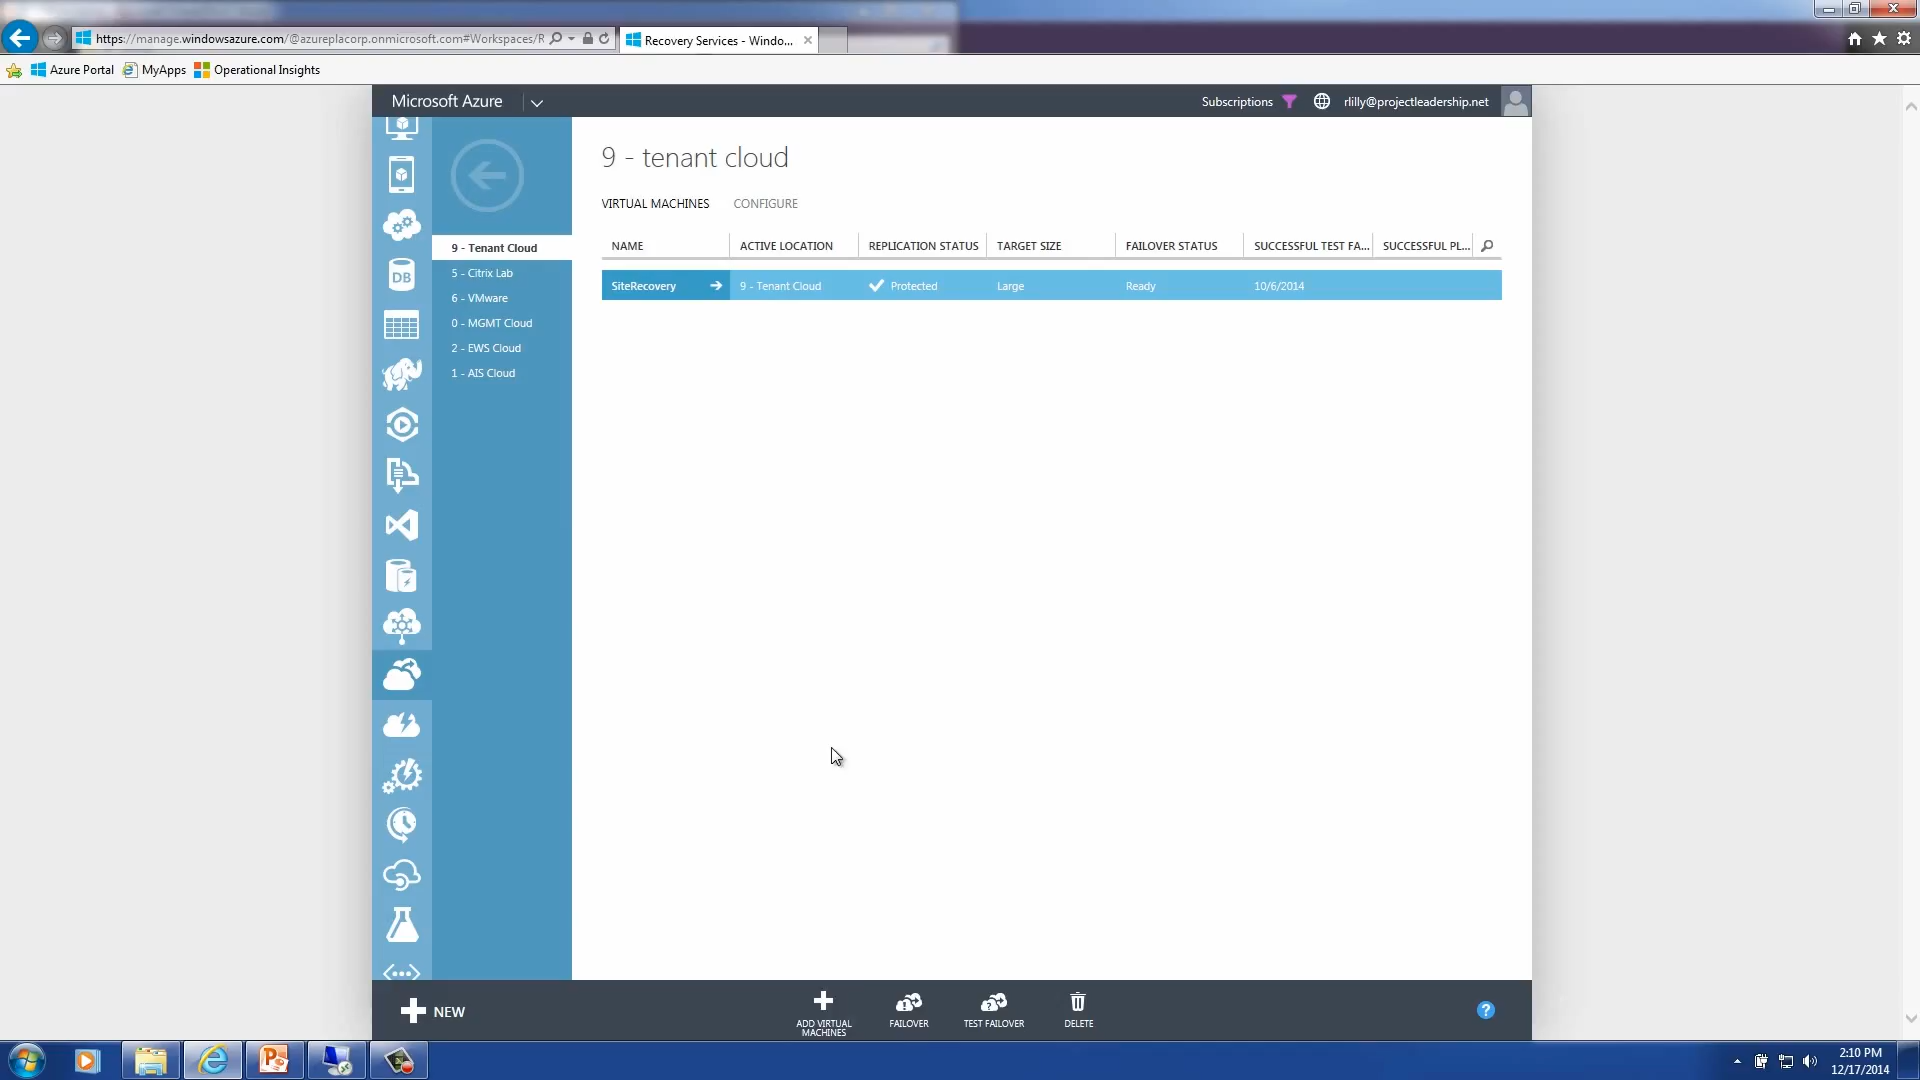 https://manage.windowsazure.com/@azureplacorp.onmicrosoft.com#Workspaces/R
Recovery Services - Windo...
Azure Portal
MyApps
Operational Insights
Microsoft Azure
Subscriptions
rlilly@projectleadership.net
9 - Tenant Cloud
5 - Citrix Lab
6 - VMware
0 - MGMT Cloud
2 - EWS Cloud
1 - AIS Cloud
DB
9 - tenant cloud
VIRTUAL MACHINES CONFIGURE
NAME ACTIVE LOCATION REPLICATION STATUS TARGET SIZE FAILOVER STATUS SUCCESSFUL TEST FA... SUCCESSFUL PL...
SiteRecovery 9 - Tenant Cloud Protected Large Ready 10/6/2014
NEW
ADD VIRTUAL
MACHINES
FAILOVER
TEST FAILOVER
DELETE
?
2:10 PM
12/17/2014